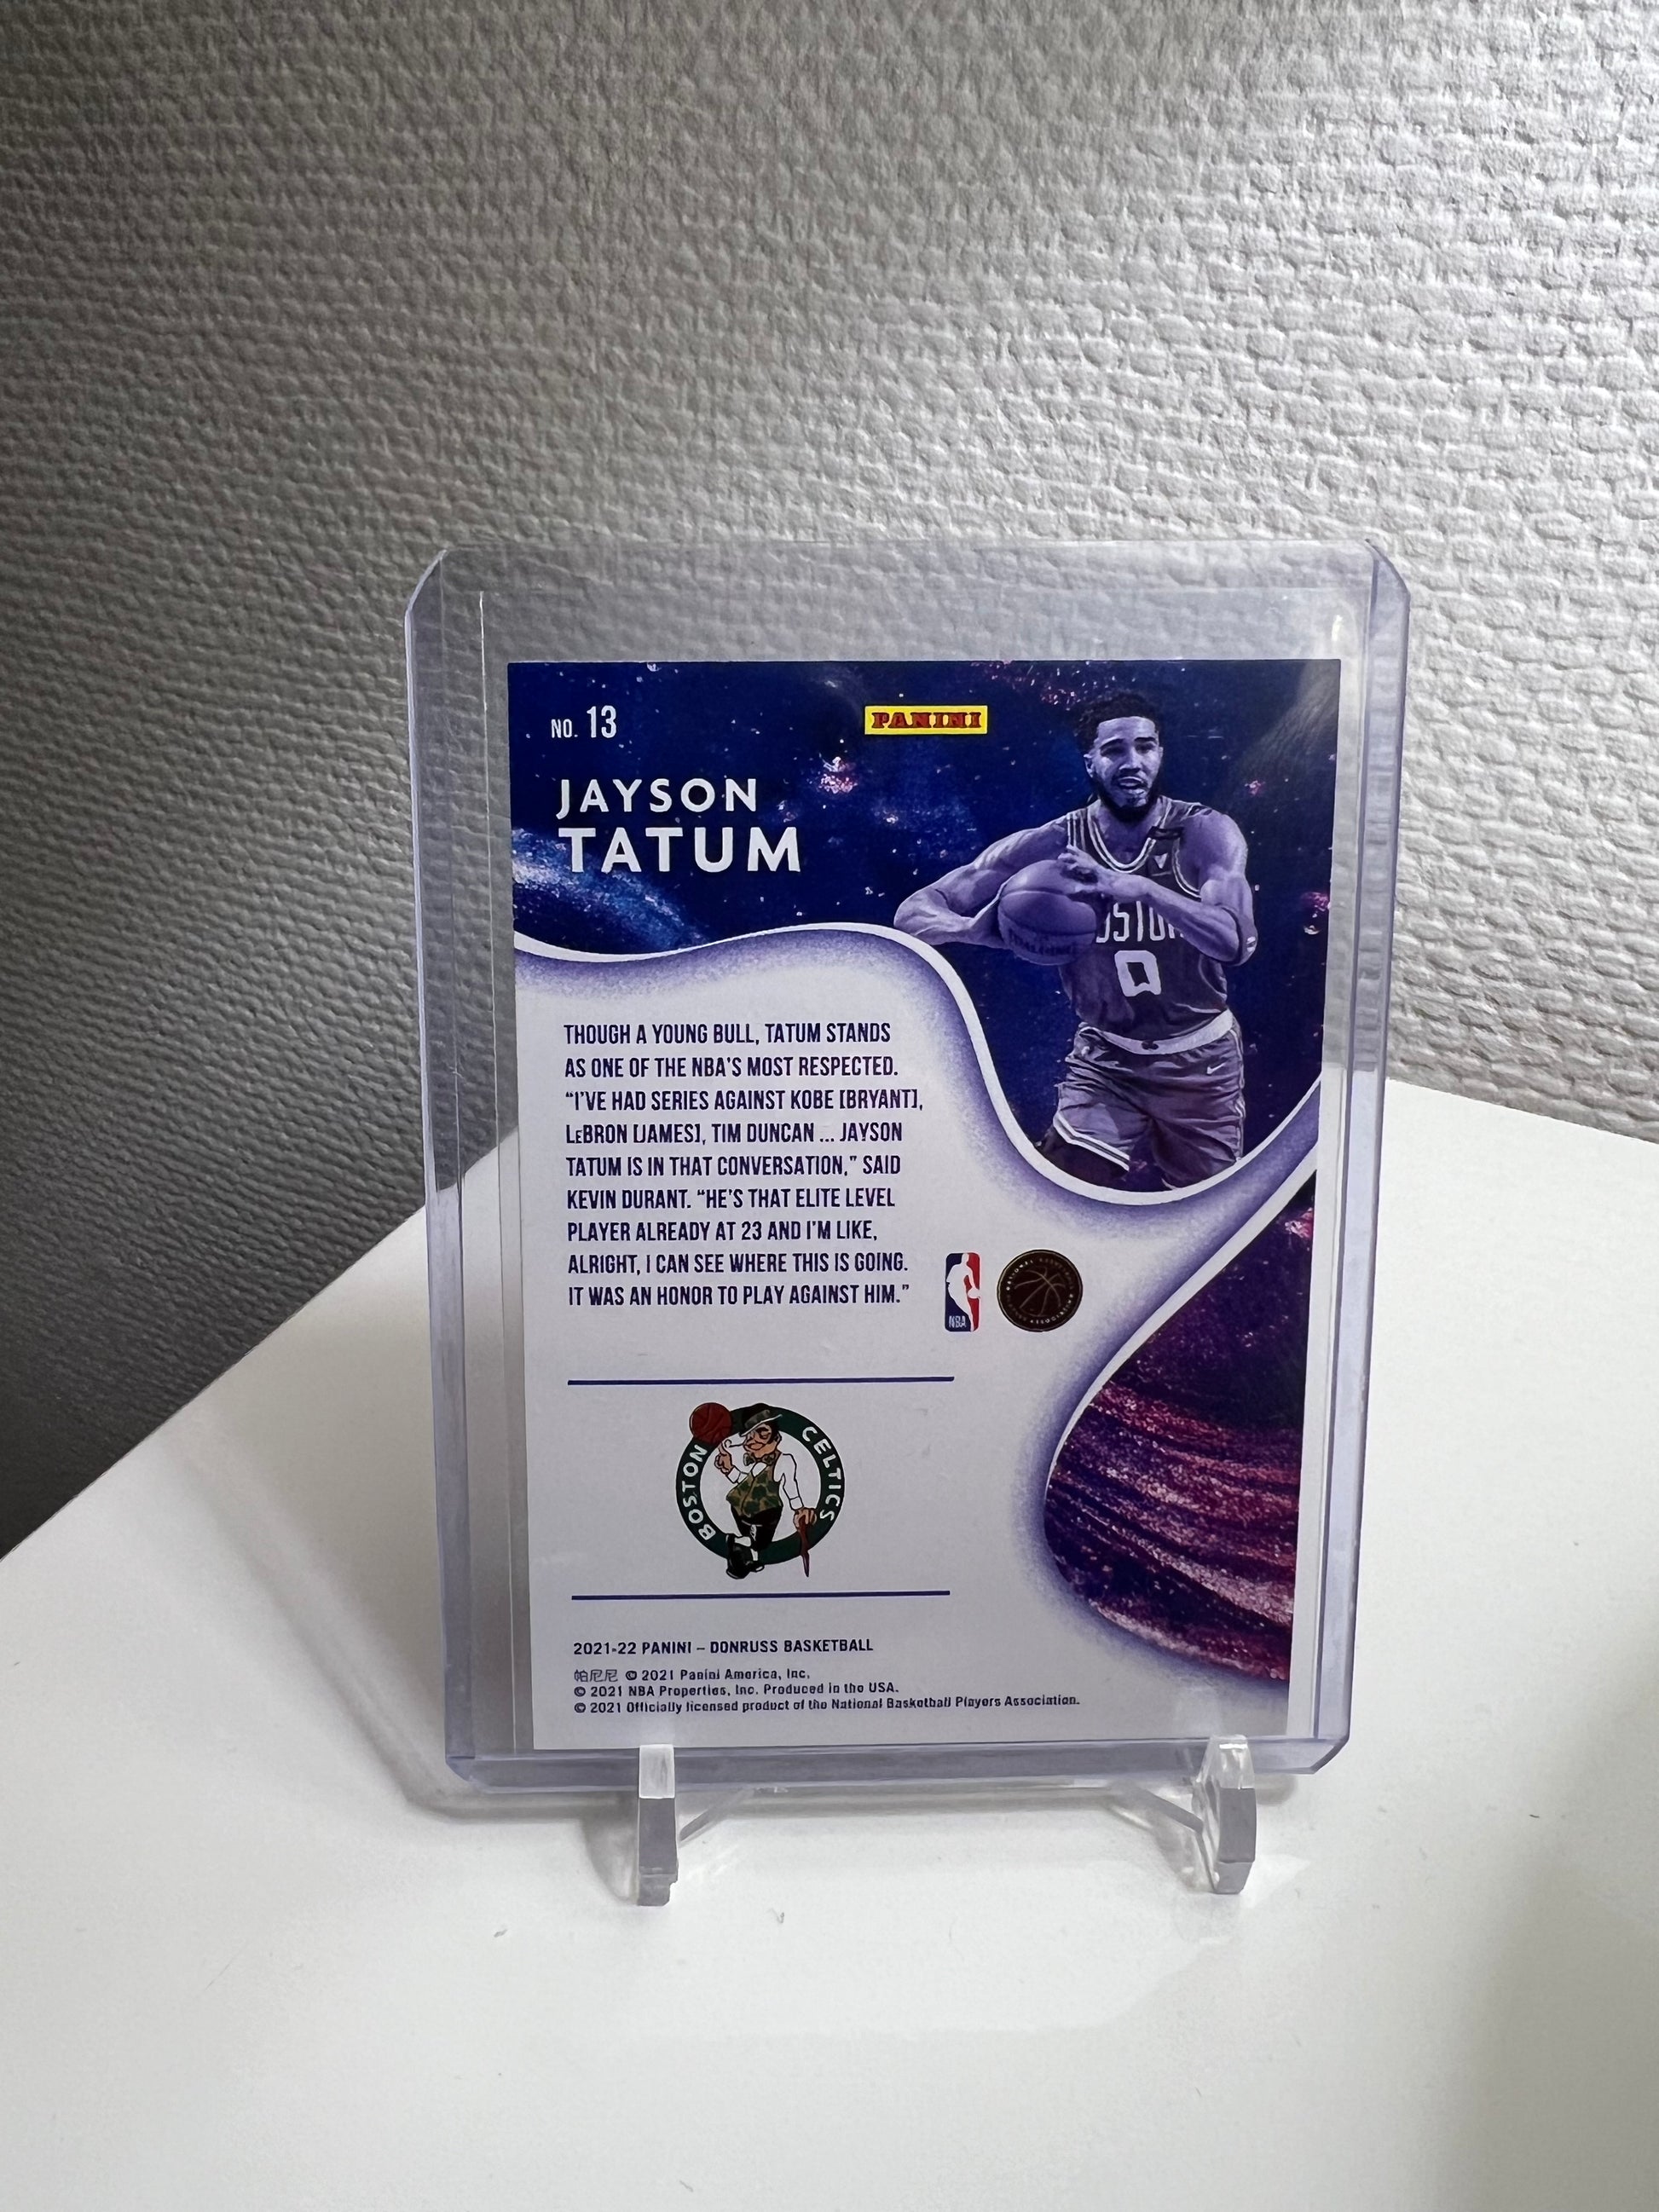 NO. 13
PANINI
JAYSON
TATUM
BOSTON
0
THOUGH A YOUNG BULL, TATUM STANDS
AS ONE OF THE NBA'S MOST RESPECTED.
“I'VE HAD SERIES AGAINST KOBE [BRYANT],
LeBRON [JAMES], TIM DUNCAN ... JAYSON
TATUM IS IN THAT CONVERSATION,” SAID
KEVIN DURANT. “HE'S THAT ELITE LEVEL
PLAYER ALREADY AT 23 AND I'M LIKE,
ALRIGHT, I CAN SEE WHERE THIS IS GOING.
IT WAS AN HONOR TO PLAY AGAINST HIM.”
NBA
BOSTON CELTICS
2021-22 PANINI – DONRUSS BASKETBALL
帕尼尼 © 2021 Panini America, Inc.
© 2021 NBA Properties, Inc. Produced in the USA.
© 2021 Officially licensed product of the National Basketball Players Association.